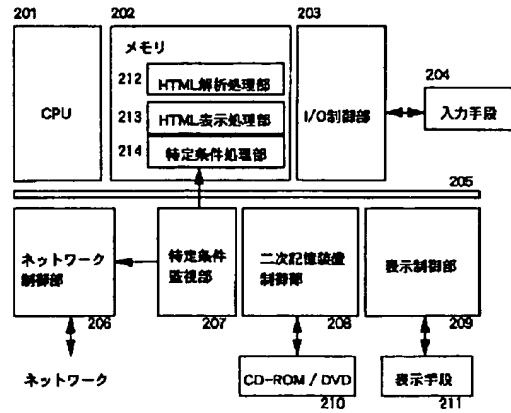 201
202
203
メモリ
204
212
HTML解析処理部
CPU
213
HTML表示処理部
I/O制御部
入力手段
214
特定条件処理部
205
ネットワーク
制御部
特定条件
監視部
二次記憶装置
制御部
表示制御部
206
207
208
209
ネットワーク
CD-ROM / DVD
表示手段
210
211